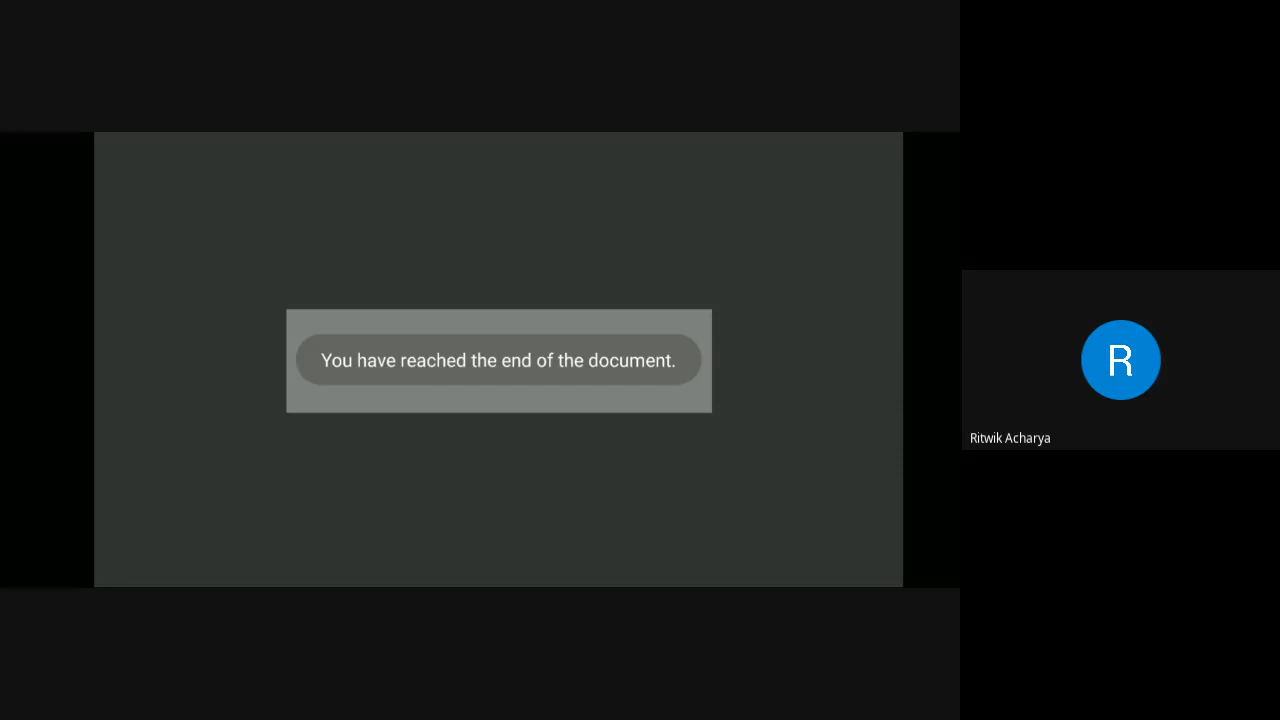 You have reached the end of the document.
R
Ritwik Acharya